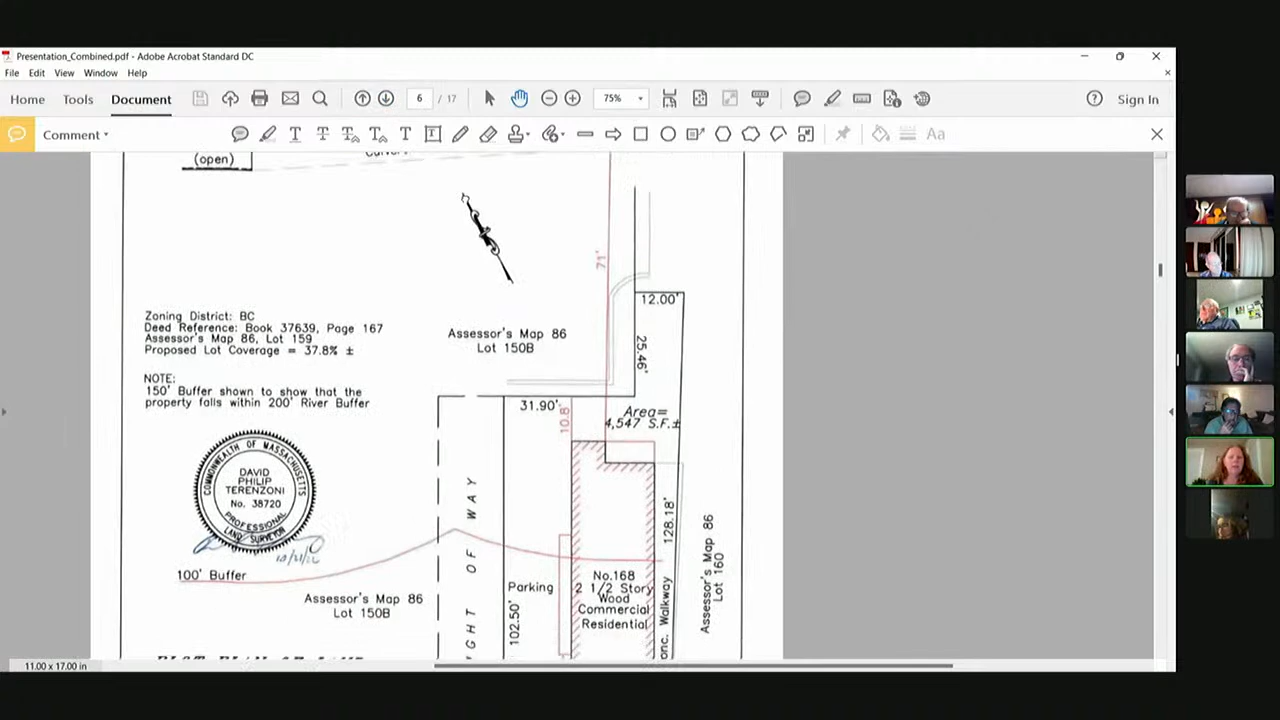 Presentation_Combined.pdf - Adobe Acrobat Standard DC
File Edit View Window Help
Home Tools Document 6 / 17 75% Sign In
Comment
(open)
71'
12.00'
Zoning District: BC
Deed Reference: Book 37639, Page 167
Assessor's Map 86, Lot 159
Proposed Lot Coverage = 37.8% ±
Assessor's Map 86
Lot 150B
25.46'
NOTE:
150' Buffer shown to show that the
property falls within 200' River Buffer
31.90'
10.8'
Area=
4,547 S.F.±
COMMONWEALTH OF MASSACHUSETTS
DAVID
PHILIP
TERENZONI
No. 38720
PROFESSIONAL
LAND SURVEYOR
GHT OF WAY
128.18'
Assessor's Map 86
Lot 160
100' Buffer
Assessor's Map 86
Lot 150B
Parking
102.50'
No.168
2 1/2 Story
Wood
Commercial
Residential
onc. Walkway
11.00 x 17.00 in